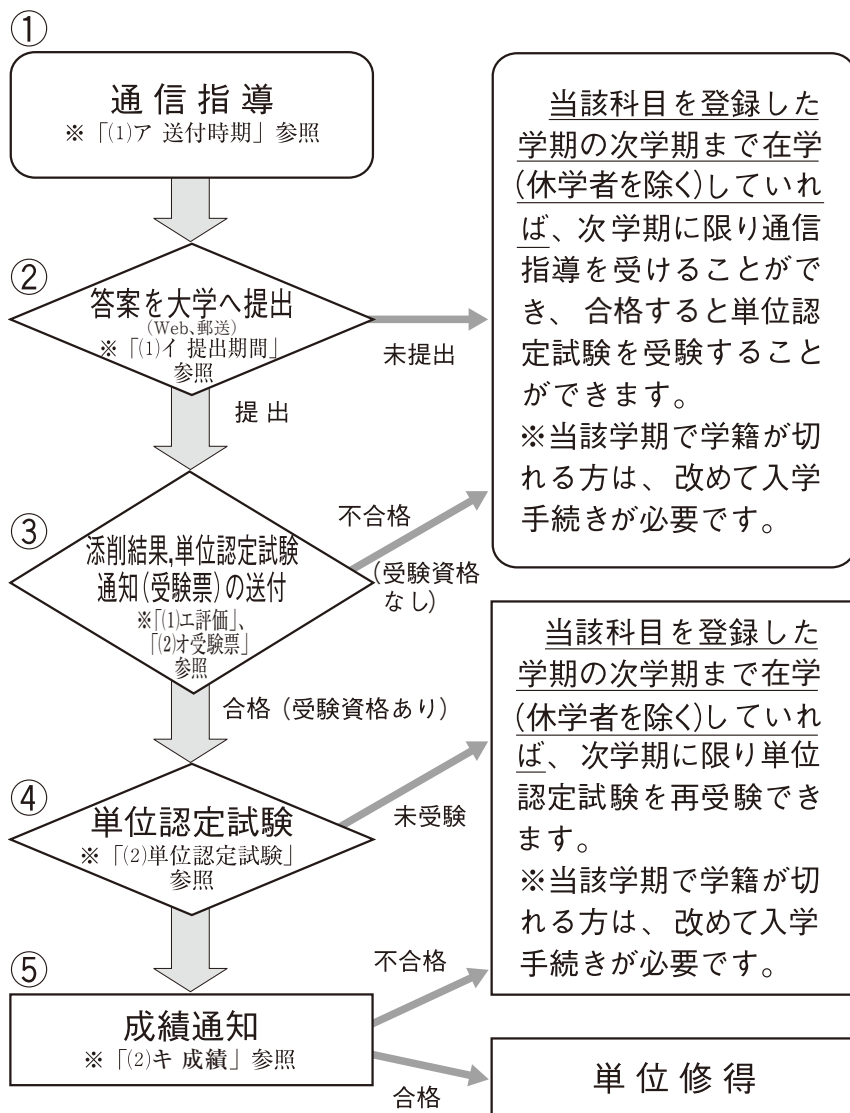 ①
通信指導
※「(1)ア 送付時期」参照
②
答案を大学へ提出
(Web、郵送)
※「(1)イ 提出期間」
参照
未提出
提 出
当該科目を登録した
学期の次学期まで在学
(休学者を除く)していれ
ば、次学期に限り通信
指導を受けることがで
き、合格すると単位認
定試験を受験すること
ができます。
※当該学期で学籍が切
れる方は、改めて入学
手続きが必要です。
③
添削結果,単位認定試験
通知(受験票)の送付
※「(1)エ評価」、
「(2)オ受験票」
参照
不合格
(受験資格
なし)
合格(受験資格あり)
④
単位認定試験
※「(2)単位認定試験」
参照
未受験
当該科目を登録した
学期の次学期まで在学
(休学者を除く)していれ
ば、次学期に限り単位
認定試験を再受験でき
ます。
※当該学期で学籍が切
れる方は、改めて入学
手続きが必要です。
⑤
成績通知
※「(2)キ 成績」参照
不合格
合格
単位修得